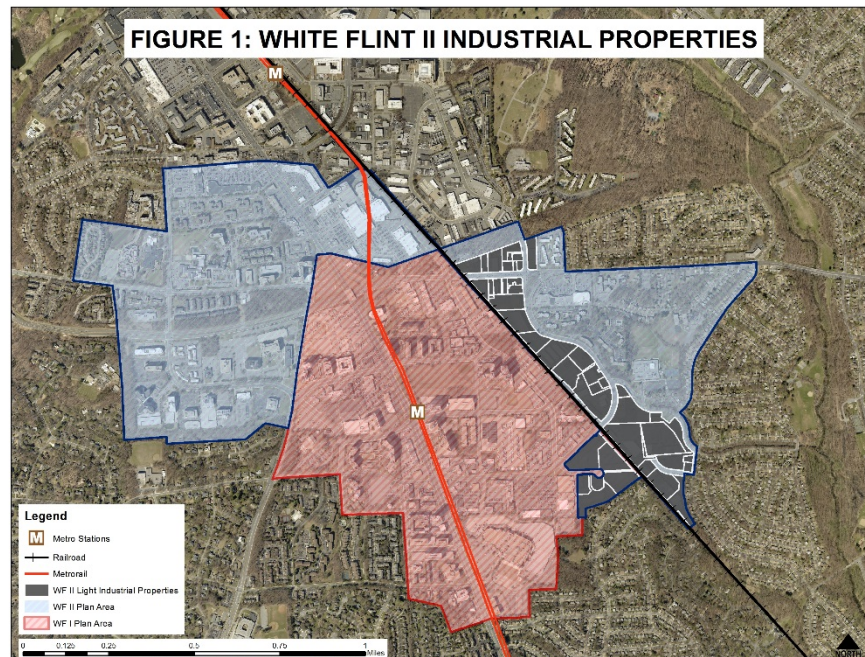 FIGURE 1: WHITE FLINT II INDUSTRIAL PROPERTIES
M
M
Legend
M Metro Stations
Railroad
Metrorail
WF II Light Industrial Properties
WF II Plan Area
WF I Plan Area
0 0.125 0.25 0.5 0.75 1
Miles
NORTH